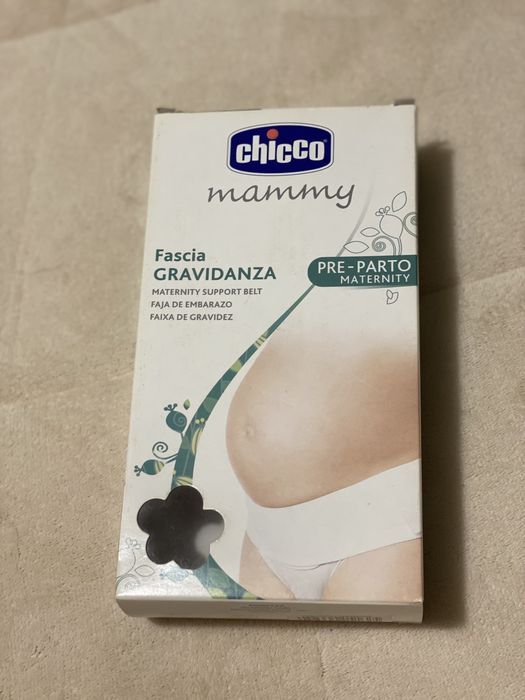 chicco
mammy
Fascia
GRAVIDANZA
MATERNITY SUPPORT BELT
FAJA DE EMBARAZO
FAIXA DE GRAVIDEZ
PRE-PARTO
MATERNITY